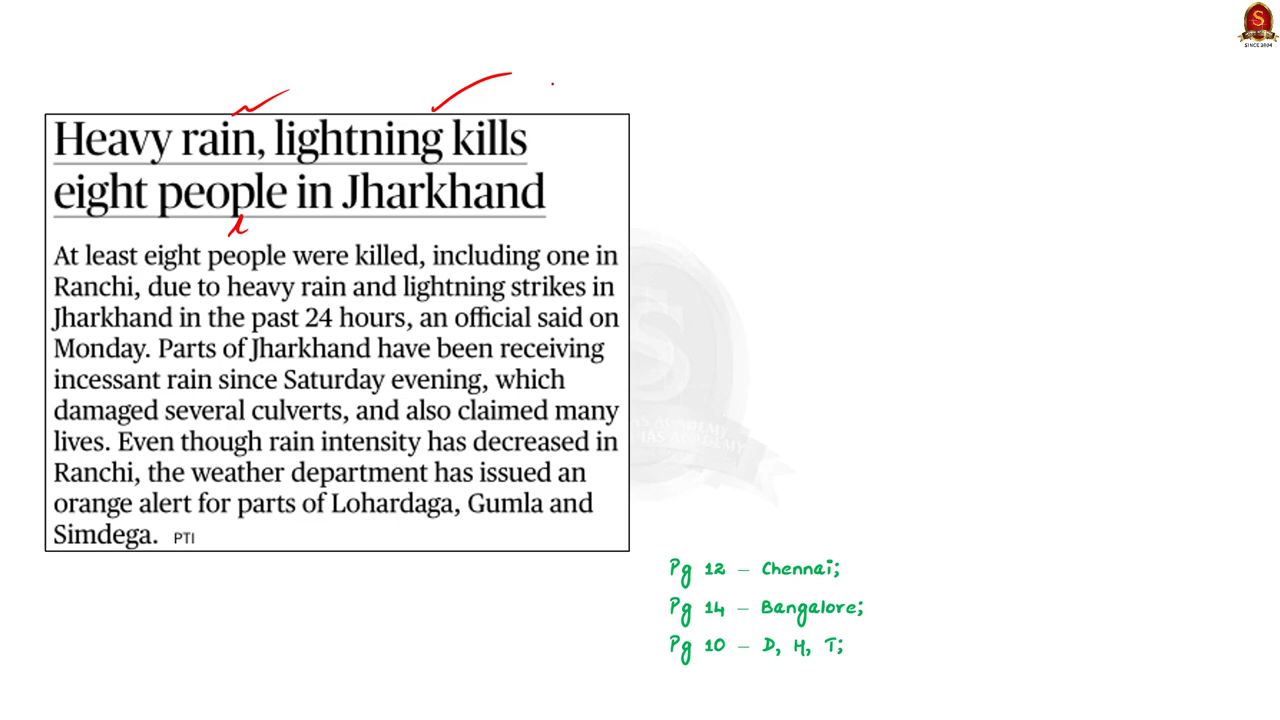 S
SINCE 2004
Heavy rain, lightning kills
eight people in Jharkhand
At least eight people were killed, including one in
Ranchi, due to heavy rain and lightning strikes in
Jharkhand in the past 24 hours, an official said on
Monday. Parts of Jharkhand have been receiving
incessant rain since Saturday evening, which
damaged several culverts, and also claimed many
lives. Even though rain intensity has decreased in
Ranchi, the weather department has issued an
orange alert for parts of Lohardaga, Gumla and
Simdega. PTI
Pg 12 – Chennai;
Pg 14 – Bangalore;
Pg 10 – D, H, T;